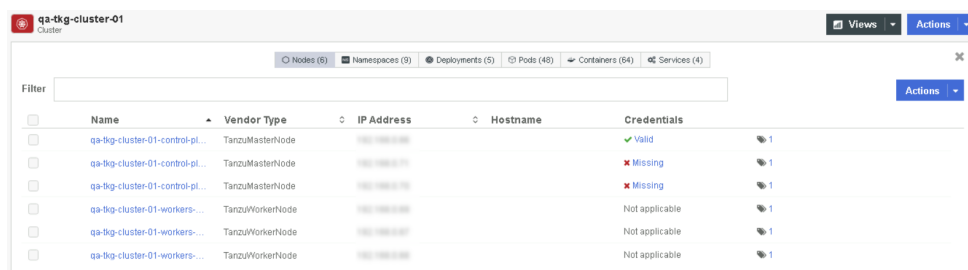 qa-tkg-cluster-01
Cluster
Views
Actions
Nodes (6) Namespaces (9) Deployments (5) Pods (48) Containers (64) Services (4)
Filter
Actions
Name Vendor Type IP Address Hostname Credentials
qa-tkg-cluster-01-control-pl... TanzuMasterNode Valid 1
qa-tkg-cluster-01-control-pl... TanzuMasterNode Missing 1
qa-tkg-cluster-01-control-pl... TanzuMasterNode Missing 1
qa-tkg-cluster-01-workers-... TanzuWorkerNode Not applicable 1
qa-tkg-cluster-01-workers-... TanzuWorkerNode Not applicable 1
qa-tkg-cluster-01-workers-... TanzuWorkerNode Not applicable 1